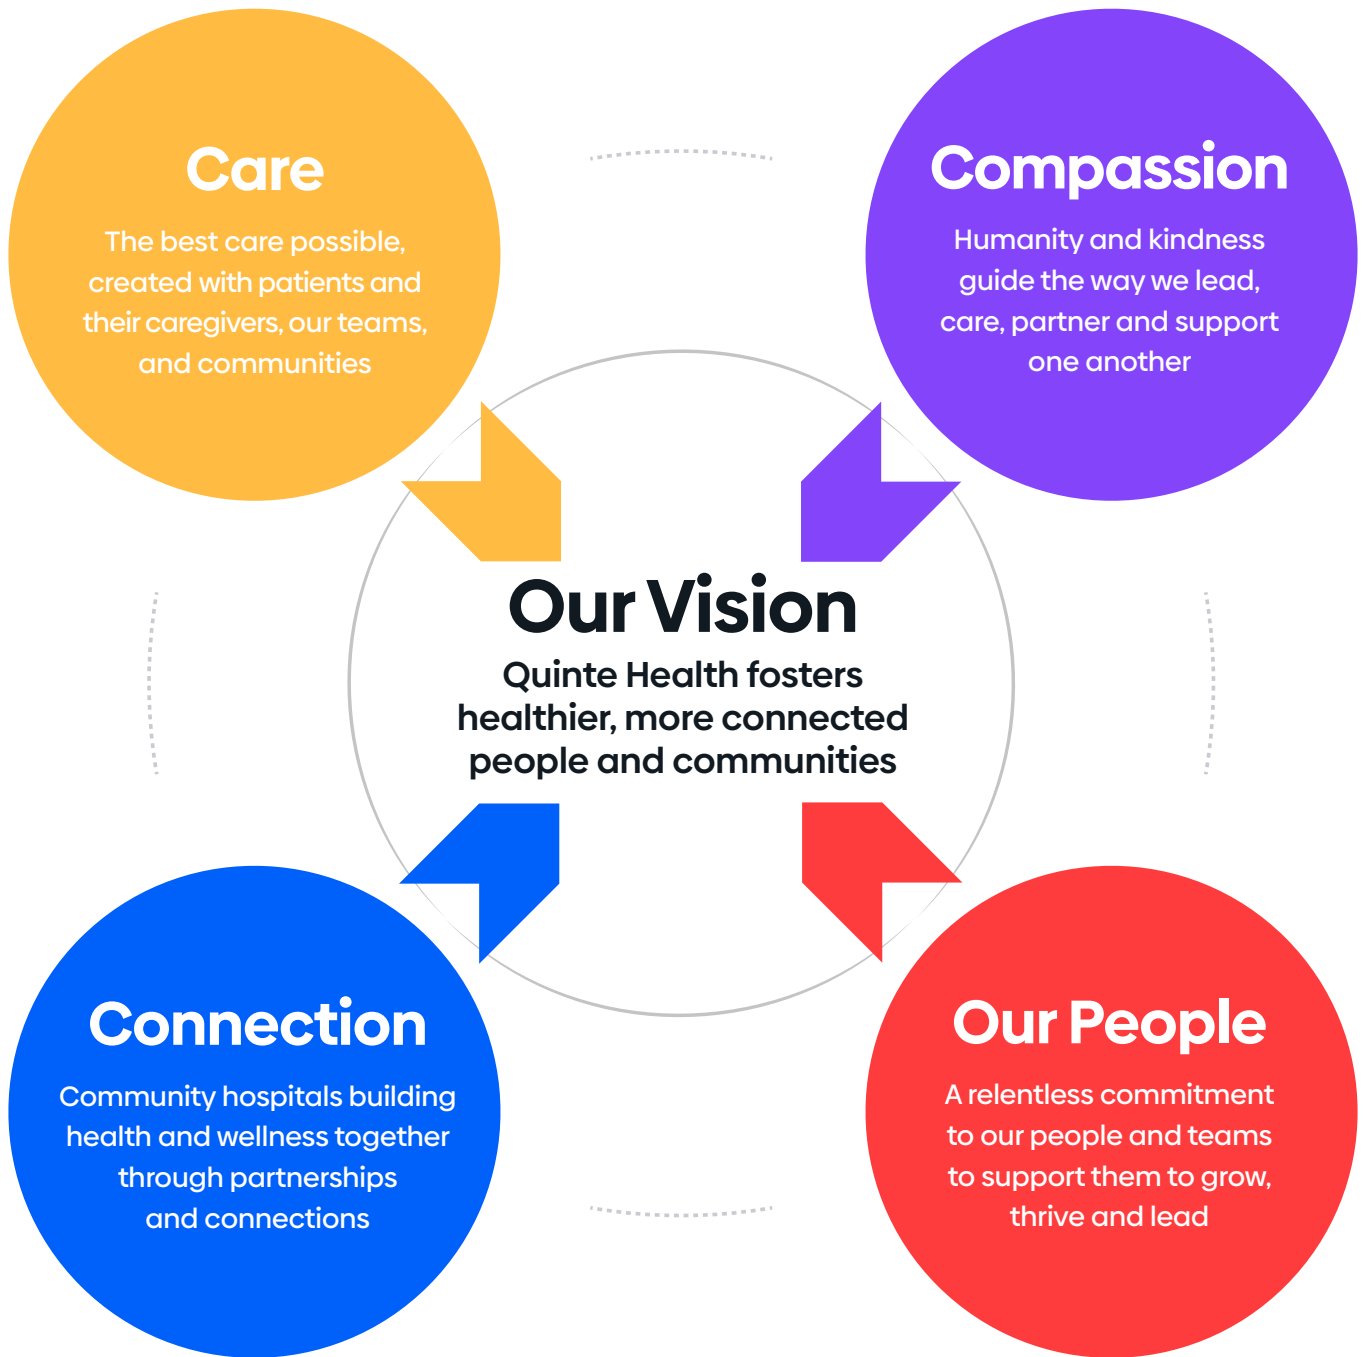 Care
The best care possible,
created with patients and
their caregivers, our teams,
and communities
Compassion
Humanity and kindness
guide the way we lead,
care, partner and support
one another
Our Vision
Quinte Health fosters
healthier, more connected
people and communities
Connection
Community hospitals building
health and wellness together
through partnerships
and connections
Our People
A relentless commitment
to our people and teams
to support them to grow,
thrive and lead